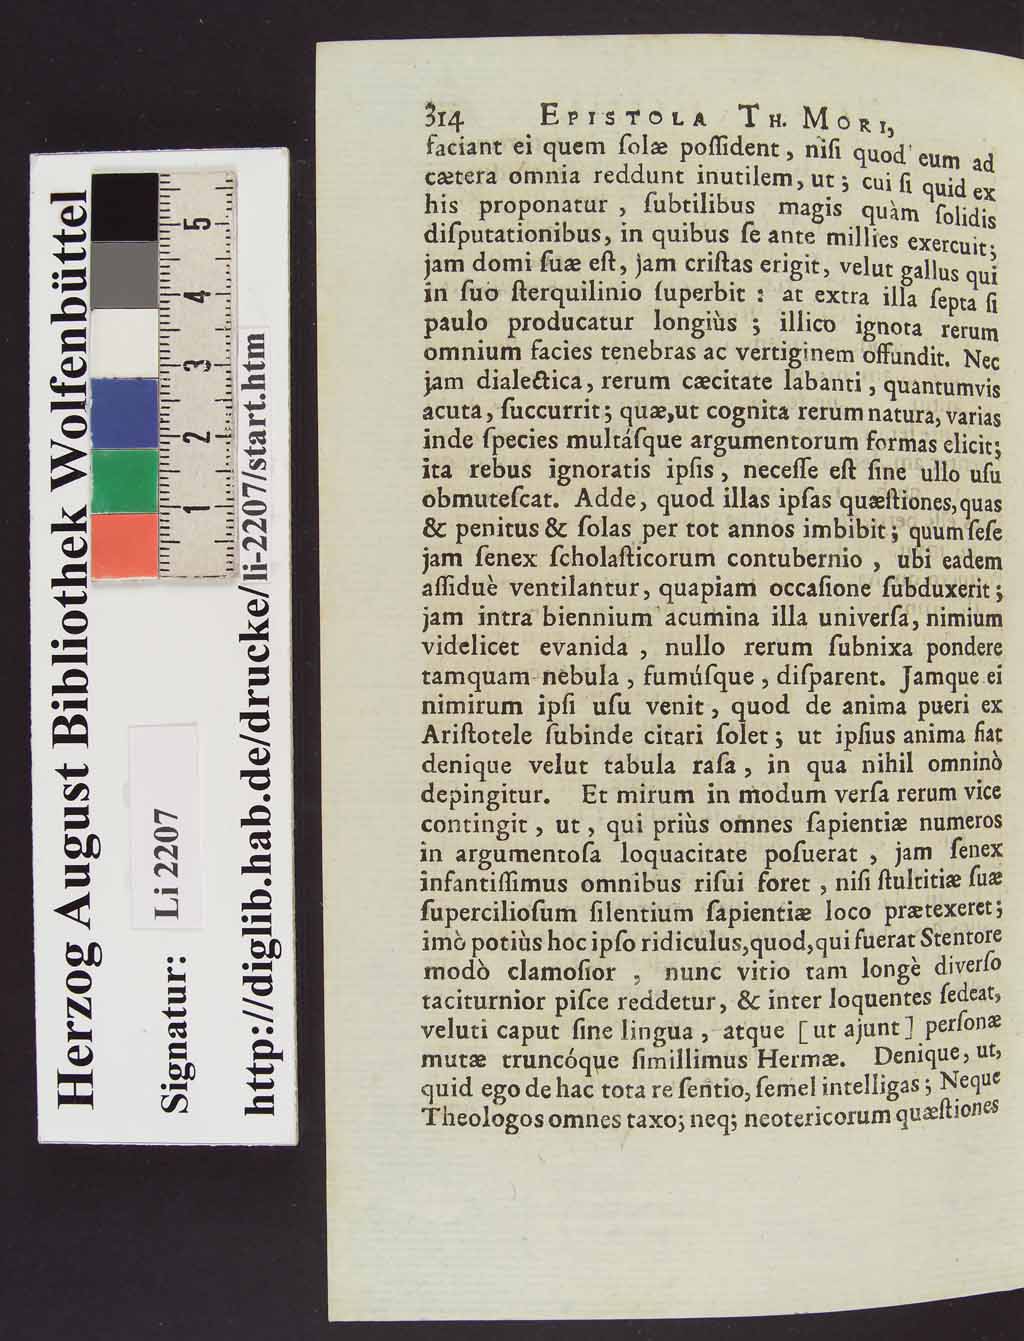 Herzog August Bibliothek Wolfenbüttel
Signatur: Li 2207
http://diglib.hab.de/drucke/li-2207/start.htm
1 2 3 4 5
314 EPISTOLA TH. MORI,
faciant ei quem ſolæ poſſident, niſi quod eum ad
cætera omnia reddunt inutilem, ut; cui ſi quid ex
his proponatur , ſubtilibus magis quàm ſolidis
diſputationibus, in quibus ſe ante millies exercuit;
jam domi ſuæ eſt, jam criſtas erigit, velut gallus qui
in ſuo ſterquilinio ſuperbit : at extra illa ſepta ſi
paulo producatur longiùs ; illico ignota rerum
omnium facies tenebras ac vertiginem offundit. Nec
jam dialectica, rerum cæcitate labanti, quantumvis
acuta, ſuccurrit; quæ,ut cognita rerum natura, varias
inde ſpecies multáſque argumentorum formas elicit;
ita rebus ignoratis ipſis, neceſſe eſt ſine ullo uſu
obmuteſcat. Adde, quod illas ipſas quæſtiones,quas
& penitus & ſolas per tot annos imbibit; quum ſeſe
jam ſenex ſcholaſticorum contubernio , ubi eadem
aſſiduè ventilantur, quapiam occaſione ſubduxerit;
jam intra biennium acumina illa univerſa, nimium
videlicet evanida , nullo rerum ſubnixa pondere
tamquam nebula , fumúſque , diſparent. Jamque ei
nimirum ipſi uſu venit, quod de anima pueri ex
Ariſtotele ſubinde citari ſolet; ut ipſius anima fiat
denique velut tabula raſa, in qua nihil omninò
depingitur. Et mirum in modum verſa rerum vice
contingit, ut, qui priùs omnes ſapientiæ numeros
in argumentoſa loquacitate poſuerat , jam ſenex
infantiſſimus omnibus riſui foret , niſi ſtultitiæ ſuæ
ſupercilioſum ſilentium ſapientiæ loco prætexeret;
imò potiùs hoc ipſo ridiculus,quod,qui fuerat Stentore
modò clamoſior , nunc vitio tam longè diverſo
taciturnior piſce reddetur, & inter loquentes ſedeat,
veluti caput ſine lingua , atque [ut ajunt] perſonæ
mutæ truncóque ſimillimus Hermæ. Denique, ut,
quid ego de hac tota re ſentio, ſemel intelligas; Neque
Theologos omnes taxo; neq; neotericorum quæſtiones